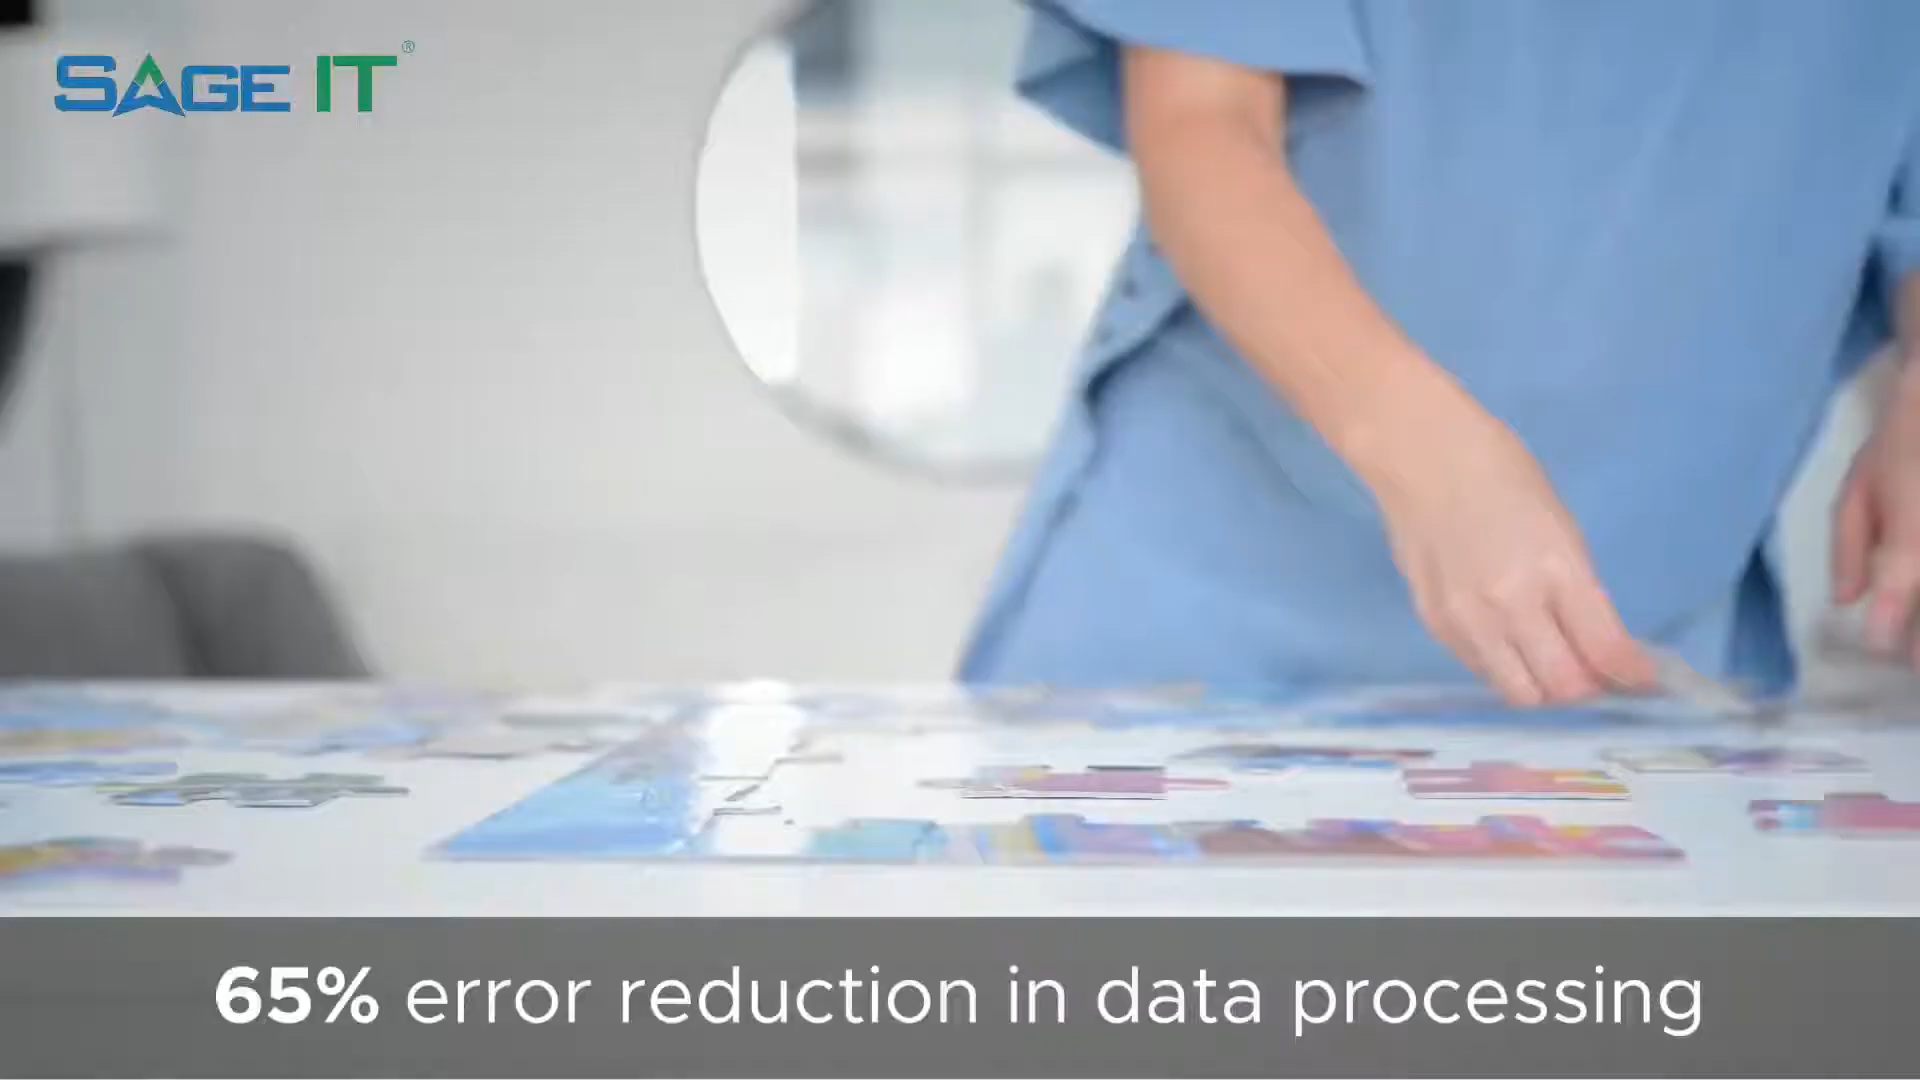 SAGE IT®
65% error reduction in data processing